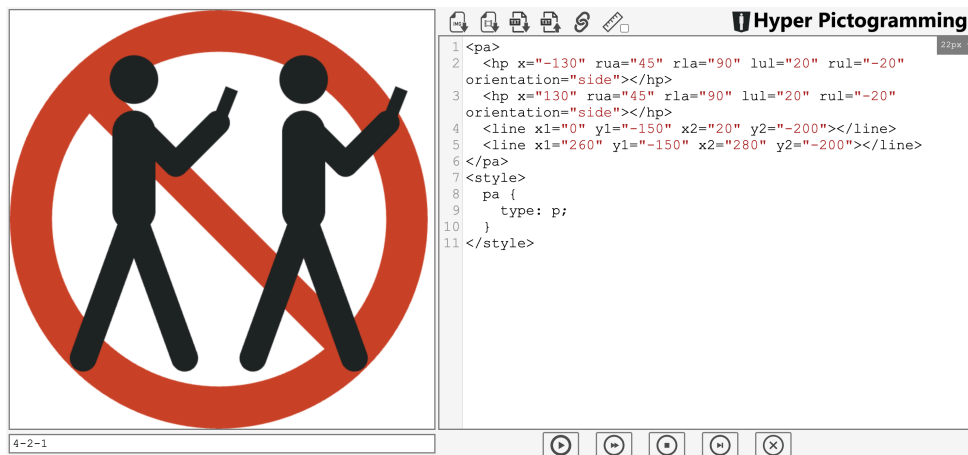 IMG
TXT
TXT
Hyper Pictogramming
22px
1 <pa>
2   <hp x="-130" rua="45" rla="90" lul="20" rul="-20"
orientation="side"></hp>
3   <hp x="130" rua="45" rla="90" lul="20" rul="-20"
orientation="side"></hp>
4   <line x1="0" y1="-150" x2="20" y2="-200"></line>
5   <line x1="260" y1="-150" x2="280" y2="-200"></line>
6 </pa>
7 <style>
8   pa {
9     type: p;
10   }
11 </style>
4-2-1